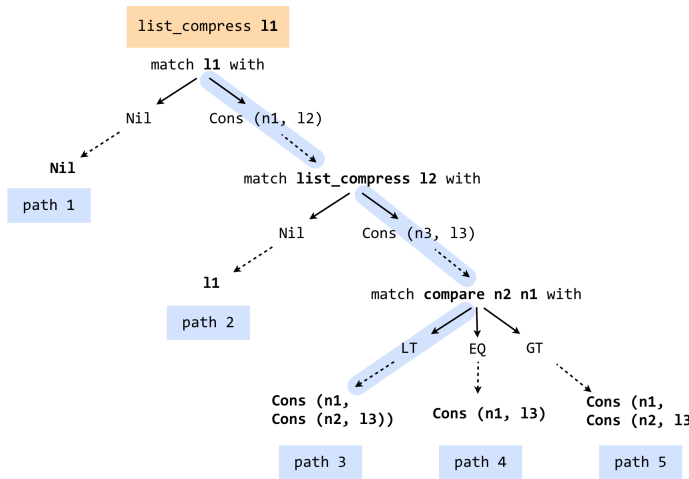 list_compress l1
match l1 with
Nil
Cons (n1, l2)
Nil
path 1
match list_compress l2 with
Nil
Cons (n3, l3)
l1
path 2
match compare n2 n1 with
LT
EQ
GT
Cons (n1,
Cons (n2, l3))
path 3
Cons (n1, l3)
path 4
Cons (n1,
Cons (n2, l3
path 5